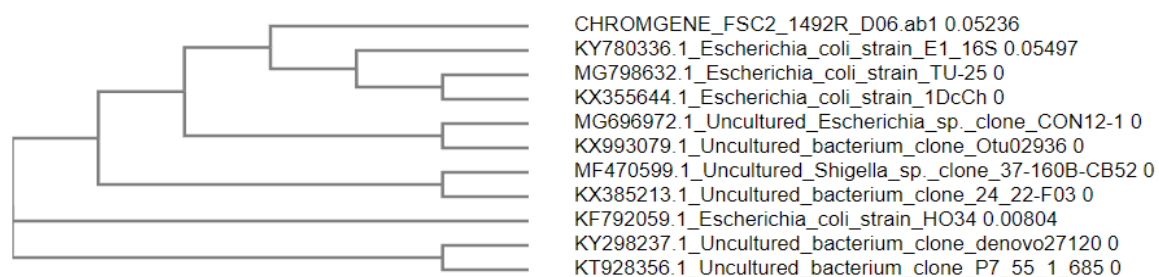 CHROMGENE_FSC2_1492R_D06.ab1 0.05236
KY780336.1_Escherichia_coli_strain_E1_16S 0.05497
MG798632.1_Escherichia_coli_strain_TU-25 0
KX355644.1_Escherichia_coli_strain_1DcCh 0
MG696972.1_Uncultured_Escherichia_sp._clone_CON12-1 0
KX993079.1_Uncultured_bacterium_clone_Otu02936 0
MF470599.1_Uncultured_Shigella_sp._clone_37-160B-CB52 0
KX385213.1_Uncultured_bacterium_clone_24_22-F03 0
KF792059.1_Escherichia_coli_strain_HO34 0.00804
KY298237.1_Uncultured_bacterium_clone_denovo27120 0
KT928356.1_Uncultured_bacterium_clone_P7_55_1_685 0